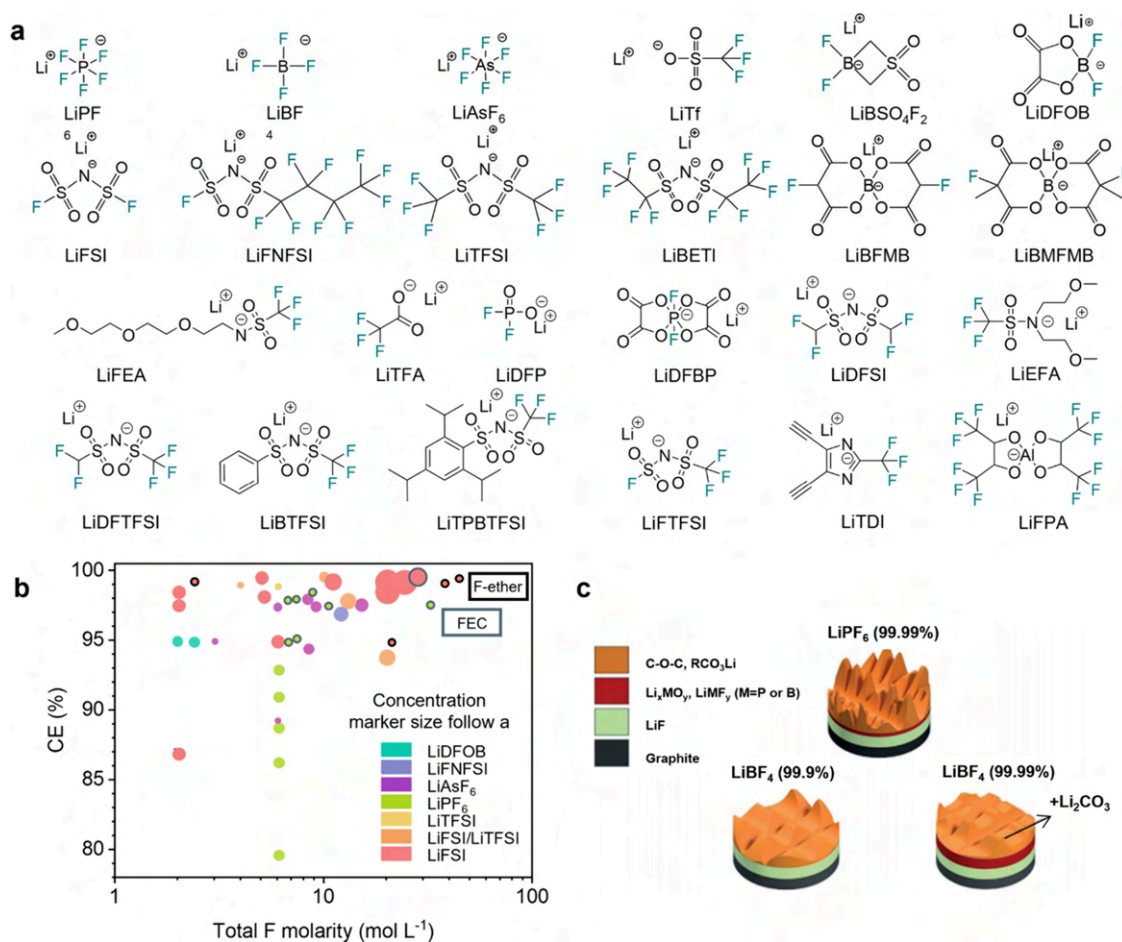 a
LiPF
6
LiBF
4
LiAsF6
LiTf
LiBSO4F2
LiDFOB
LiFSI
LiFNFSI
LiTFSI
LiBETI
LiBFMB
LiBMFMB
LiFEA
LiTFA
LiDFP
LiDFBP
LiDFSI
LiEFA
LiDFTFSI
LiBTFSI
LiTPBTFSI
LiFTFSI
LiTDI
LiFPA
b
100
95
90
85
80
CE (%)
F-ether
FEC
Concentration
marker size follow a
LiDFOB
LiFNFSI
LiAsF6
LiPF6
LiTFSI
LiFSI/LiTFSI
LiFSI
1 10 100
Total F molarity (mol L-1)
c
C-O-C, RCO3Li
LixMOy, LiMFy (M=P or B)
LiF
Graphite
LiPF6 (99.99%)
LiBF4 (99.9%)
LiBF4 (99.99%)
+Li2CO3